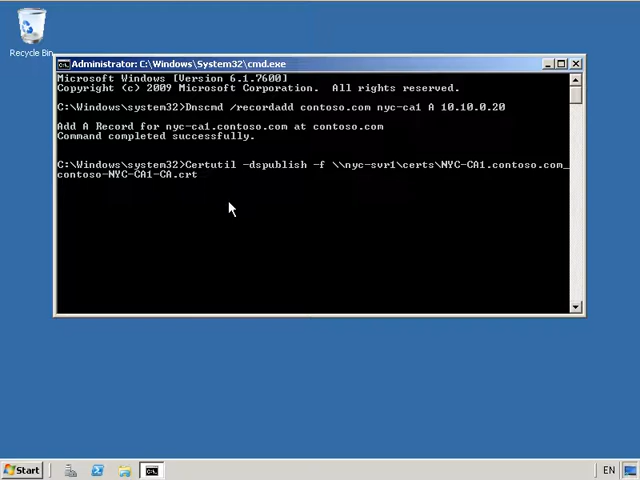 Recycle Bin
Administrator: C:\Windows\System32\cmd.exe
Microsoft Windows [Version 6.1.7600]
Copyright (c) 2009 Microsoft Corporation.  All rights reserved.
C:\Windows\system32>Dnscmd /recordadd contoso.com nyc-ca1 A 10.10.0.20
Add A Record for nyc-ca1.contoso.com at contoso.com
Command completed successfully.
C:\Windows\system32>Certutil -dspublish -f \\nyc-svr1\certs\NYC-CA1.contoso.com_
contoso-NYC-CA1-CA.crt
Start
EN